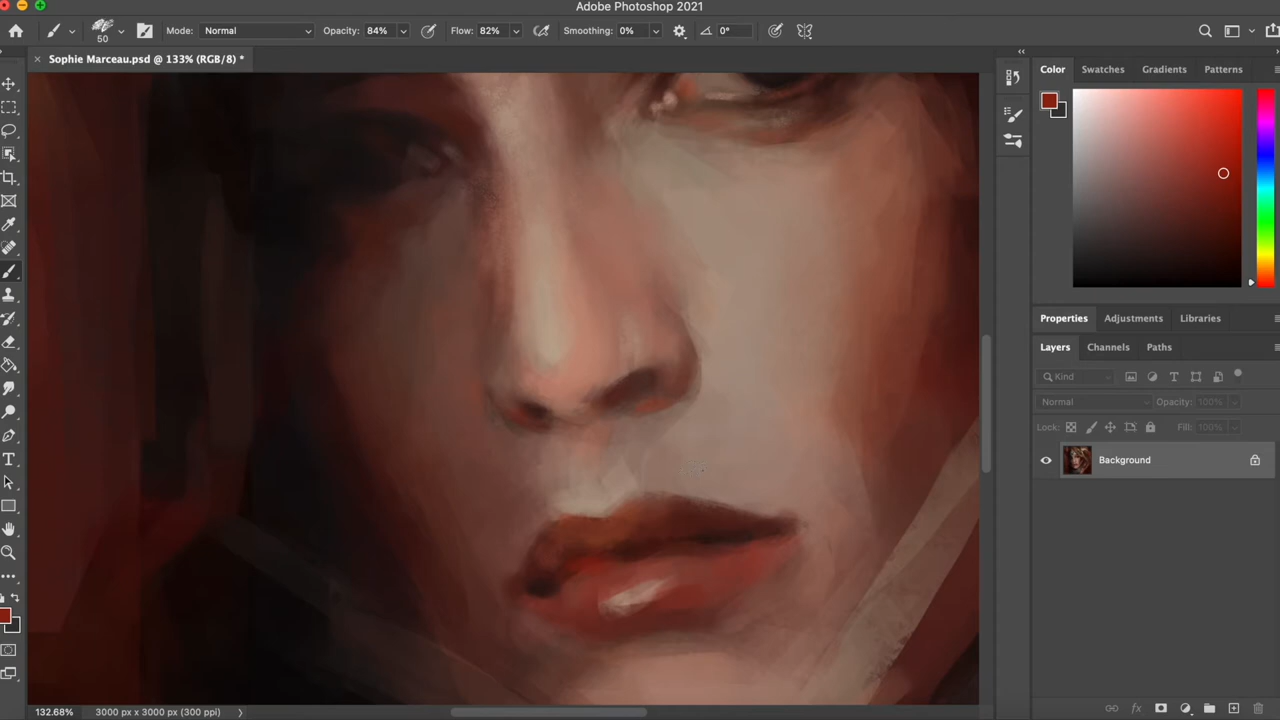 Adobe Photoshop 2021
50 Mode: Normal Opacity: 84% Flow: 82% Smoothing: 0% 0°
Sophie Marceau.psd @ 133% (RGB/8) *
Color Swatches Gradients Patterns
Properties Adjustments Libraries
Layers Channels Paths
Kind
Normal Opacity: 100%
Lock: Fill: 100%
Background
132.68% 3000 px x 3000 px (300 ppi)